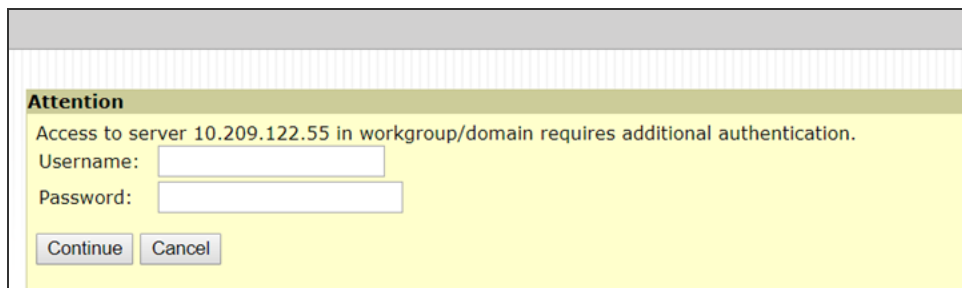 Attention
Access to server 10.209.122.55 in workgroup/domain requires additional authentication.
Username:
Password:
Continue Cancel